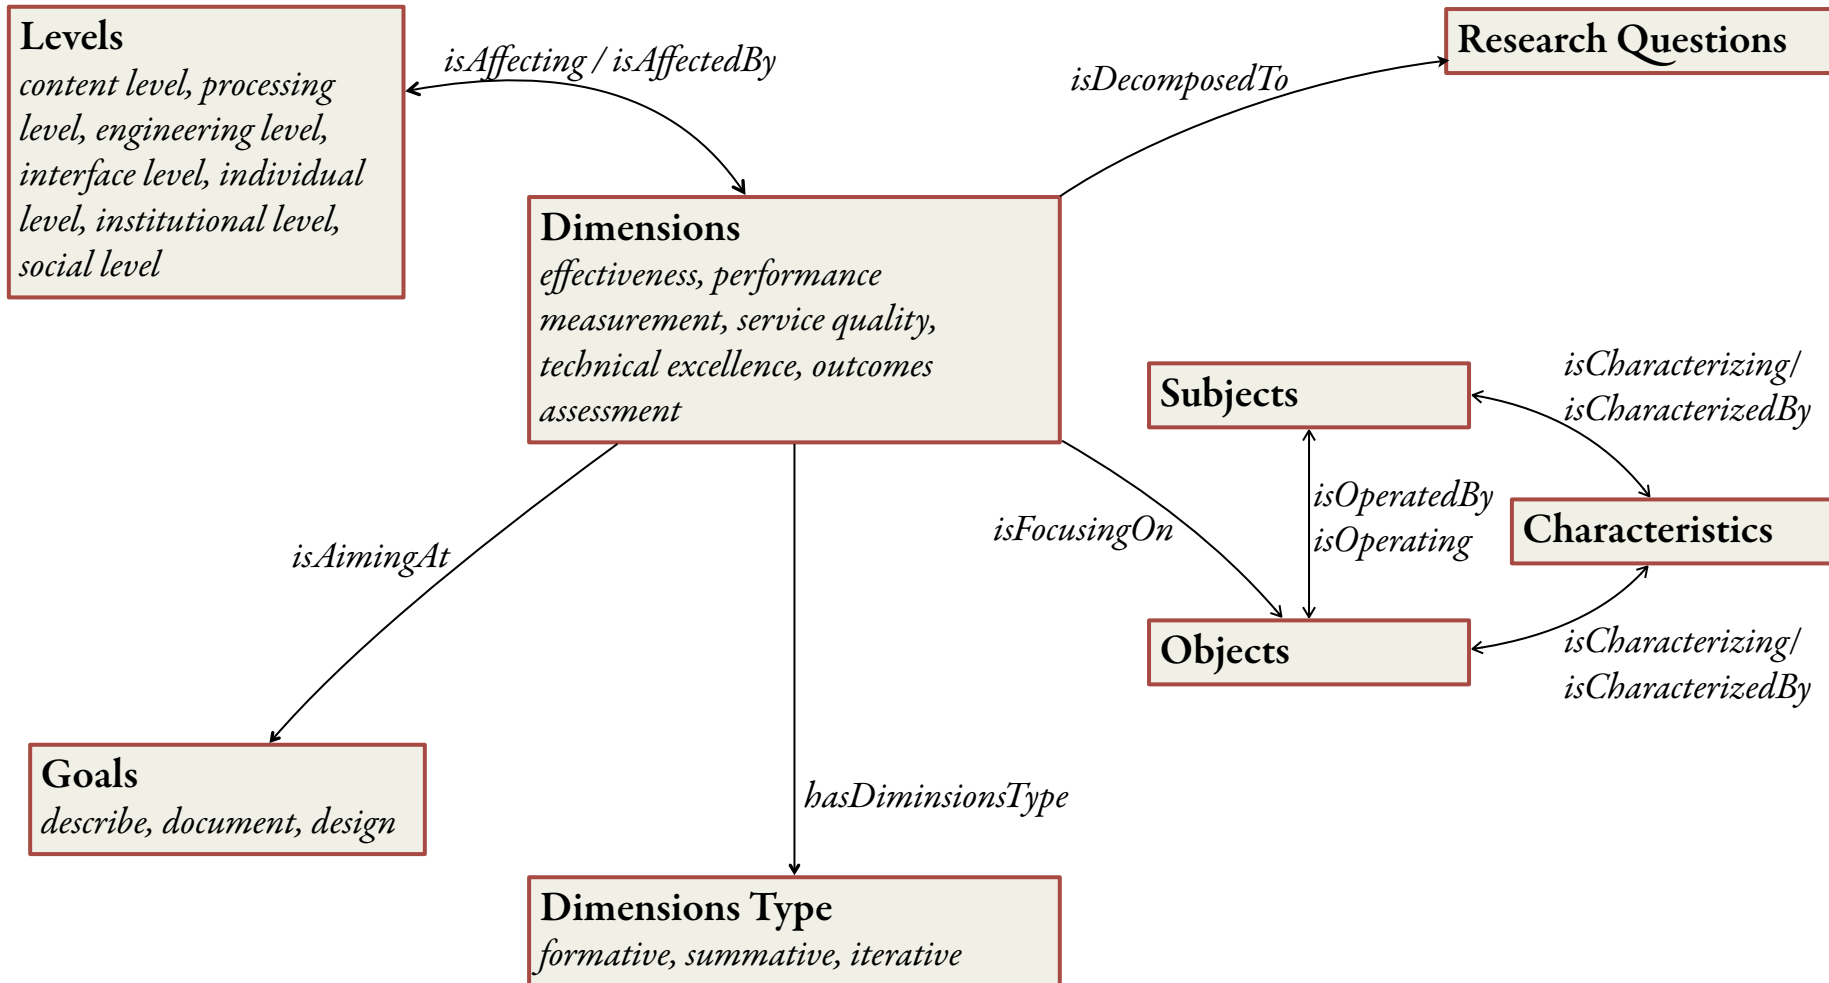 Levels
content level, processing
level, engineering level,
interface level, individual
level, institutional level,
social level
isAffecting / isAffectedBy
isDecomposedTo
Research Questions
Dimensions
effectiveness, performance
measurement, service quality,
technical excellence, outcomes
assessment
Subjects
isCharacterizing/
isCharacterizedBy
isOperatedBy
isOperating
Characteristics
isFocusingOn
isAimingAt
Objects
isCharacterizing/
isCharacterizedBy
Goals
describe, document, design
hasDiminsionsType
Dimensions Type
formative, summative, iterative